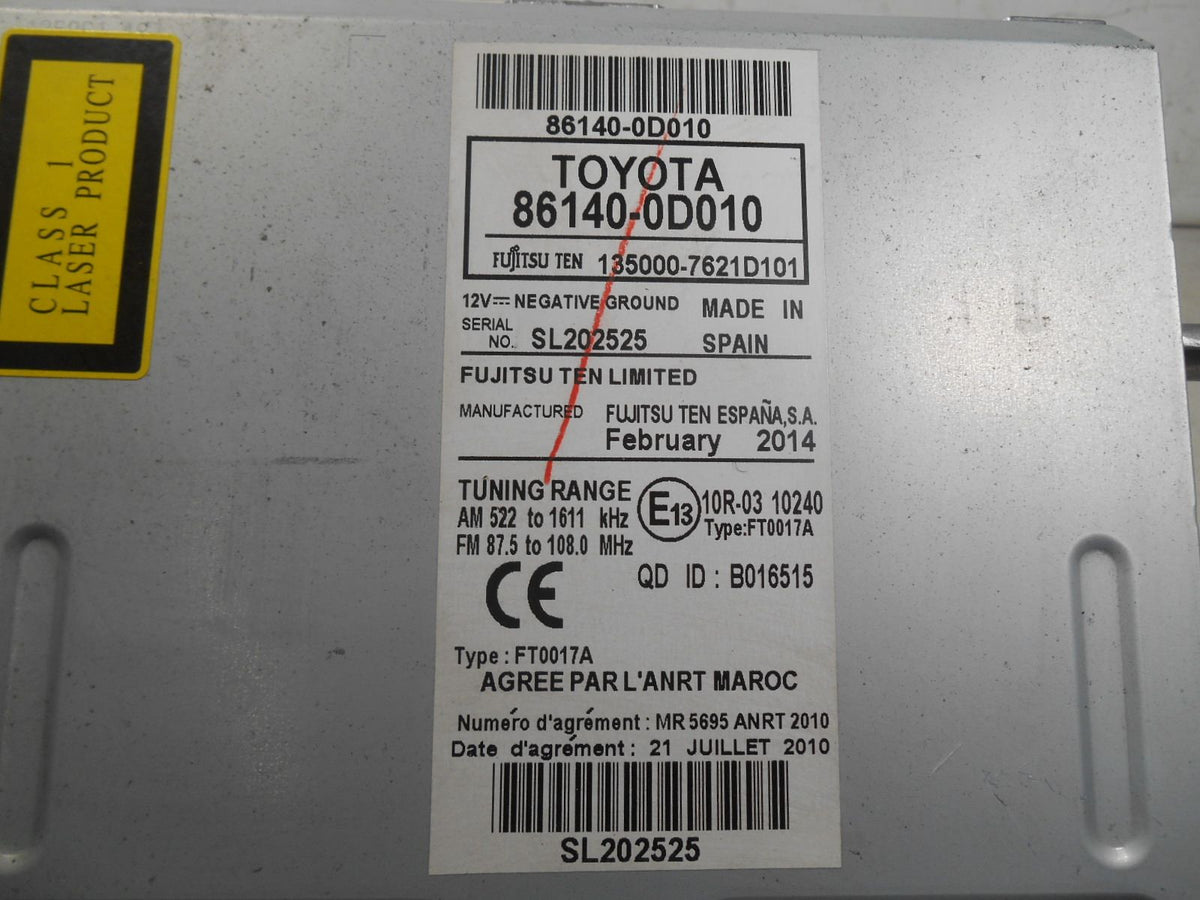 CLASS 1
LASER PRODUCT
86140-0D010
TOYOTA
86140-0D010
FUJITSU TEN 135000-7621D101
12V⎓ NEGATIVE GROUND MADE IN
SERIAL NO. SL202525 SPAIN
FUJITSU TEN LIMITED
MANUFACTURED FUJITSU TEN ESPAÑA,S.A.
February 2014
TUNING RANGE
AM 522 to 1611 kHz
FM 87.5 to 108.0 MHz
E13 10R-03 10240
Type:FT0017A
QD ID : B016515
CE
Type : FT0017A
AGREE PAR L'ANRT MAROC
Numéro d'agrément : MR 5695 ANRT 2010
Date d'agrément : 21 JUILLET 2010
SL202525